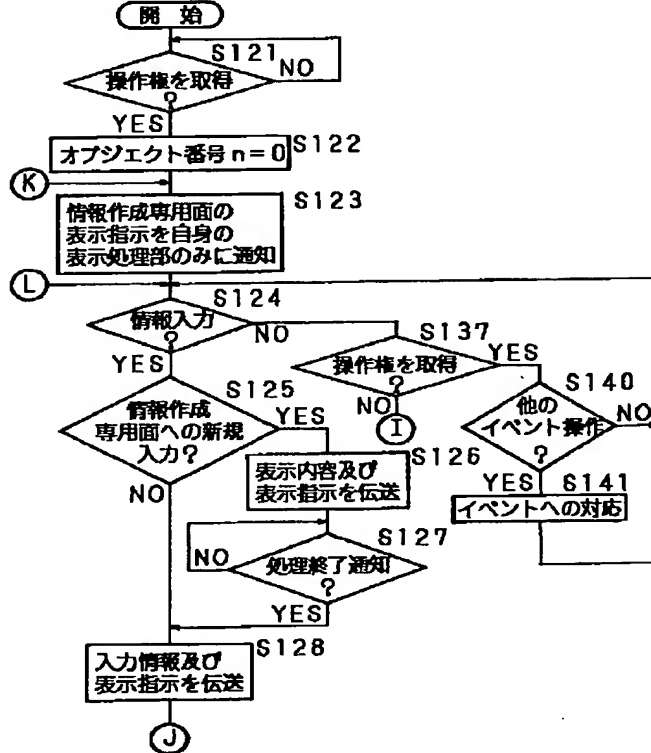 開 始
S121
操作権を取得
?
NO
YES
オブジェクト番号n=0
S122
K
S123
情報作成専用面の
表示指示を自身の
表示処理部のみに通知
L
S124
情報入力
?
NO
YES
S137
操作権を取得
?
YES
NO
I
S140
他の
イベント操作
?
NO
YES
S141
イベントへの対応
S125
情報作成
専用面への新規
入力?
YES
NO
S126
表示内容及び
表示指示を伝送
S127
NO
処理終了通知
?
YES
S128
入力情報及び
表示指示を伝送
J